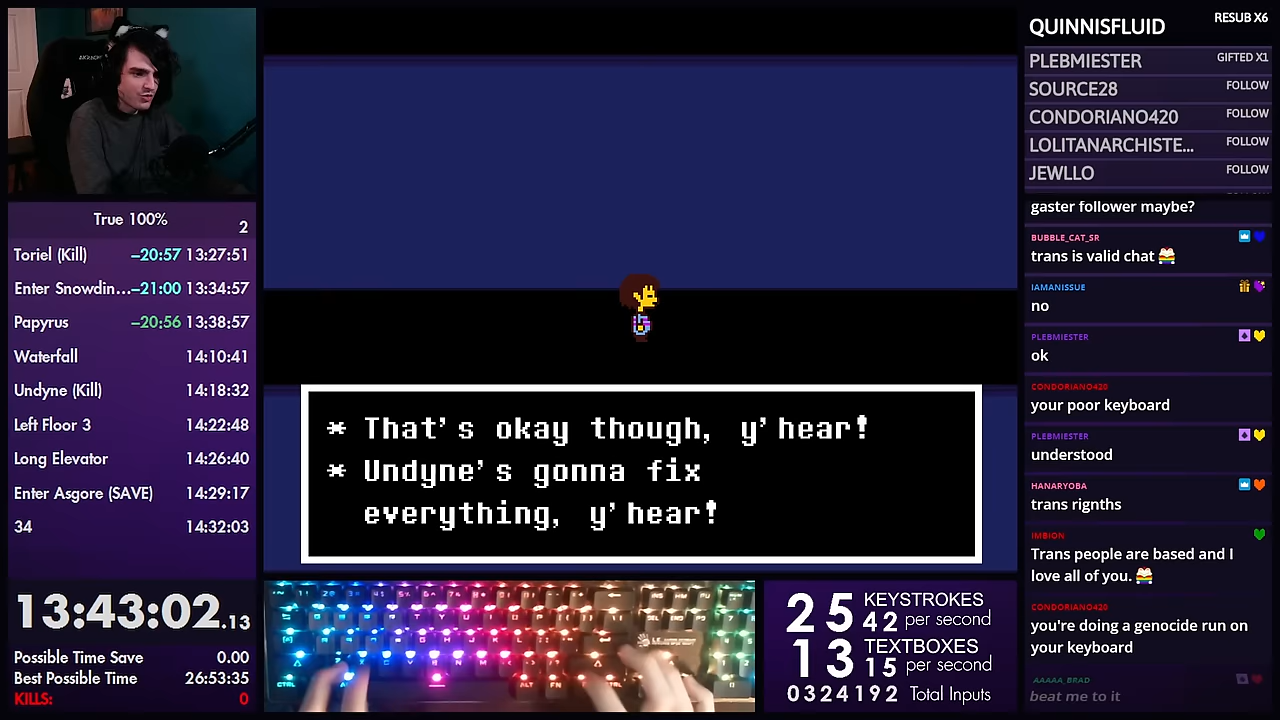 True 100%
2
Toriel (Kill) −20:57 13:27:51
Enter Snowdin... −21:00 13:34:57
Papyrus −20:56 13:38:57
Waterfall 14:10:41
Undyne (Kill) 14:18:32
Left Floor 3 14:22:48
Long Elevator 14:26:40
Enter Asgore (SAVE) 14:29:17
34 14:32:03
13:43:02.13
Possible Time Save 0.00
Best Possible Time 26:53:35
KILLS: 0
* That's okay though, y'hear!
* Undyne's gonna fix
everything, y'hear!
25 KEYSTROKES
42 per second
13 TEXTBOXES
15 per second
0324192 Total Inputs
QUINNISFLUID RESUB X6
PLEBMIESTER GIFTED X1
SOURCE28 FOLLOW
CONDORIANO420 FOLLOW
LOLITANARCHISTE... FOLLOW
JEWLLO FOLLOW
gaster follower maybe?
BUBBLE_CAT_SR
trans is valid chat
IAMANISSUE
no
PLEBMIESTER
ok
CONDORIANO420
your poor keyboard
PLEBMIESTER
understood
HANARYOBA
trans rignths
IMBION
Trans people are based and I
love all of you.
CONDORIANO420
you're doing a genocide run on
your keyboard
AAAAA_BRAD
beat me to it